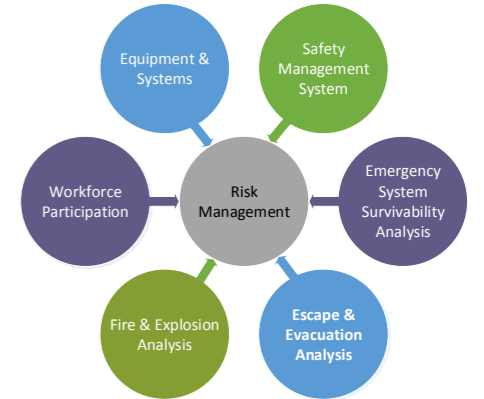 Equipment &
Systems
Safety
Management
System
Workforce
Participation
Risk
Management
Emergency
System
Survivability
Analysis
Fire & Explosion
Analysis
Escape &
Evacuation
Analysis